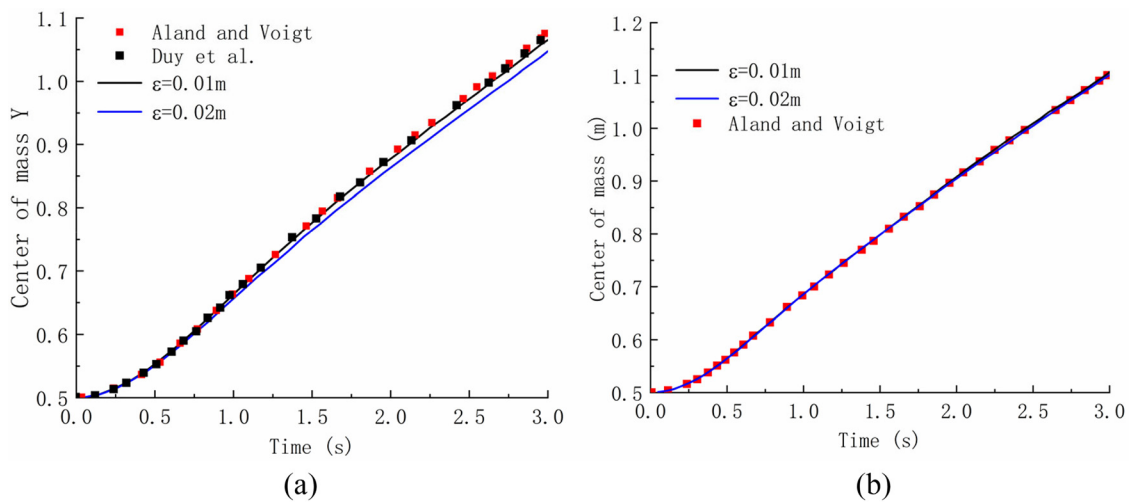 Aland and Voigt
Duy et al.
ε=0.01m
ε=0.02m
1.1
1.0
0.9
0.8
0.7
0.6
0.5
Center of mass Y
0.0 0.5 1.0 1.5 2.0 2.5 3.0
Time (s)
(a)
ε=0.01m
ε=0.02m
Aland and Voigt
1.2
1.1
1.0
0.9
0.8
0.7
0.6
0.5
Center of mass (m)
0.0 0.5 1.0 1.5 2.0 2.5 3.0
Time (s)
(b)